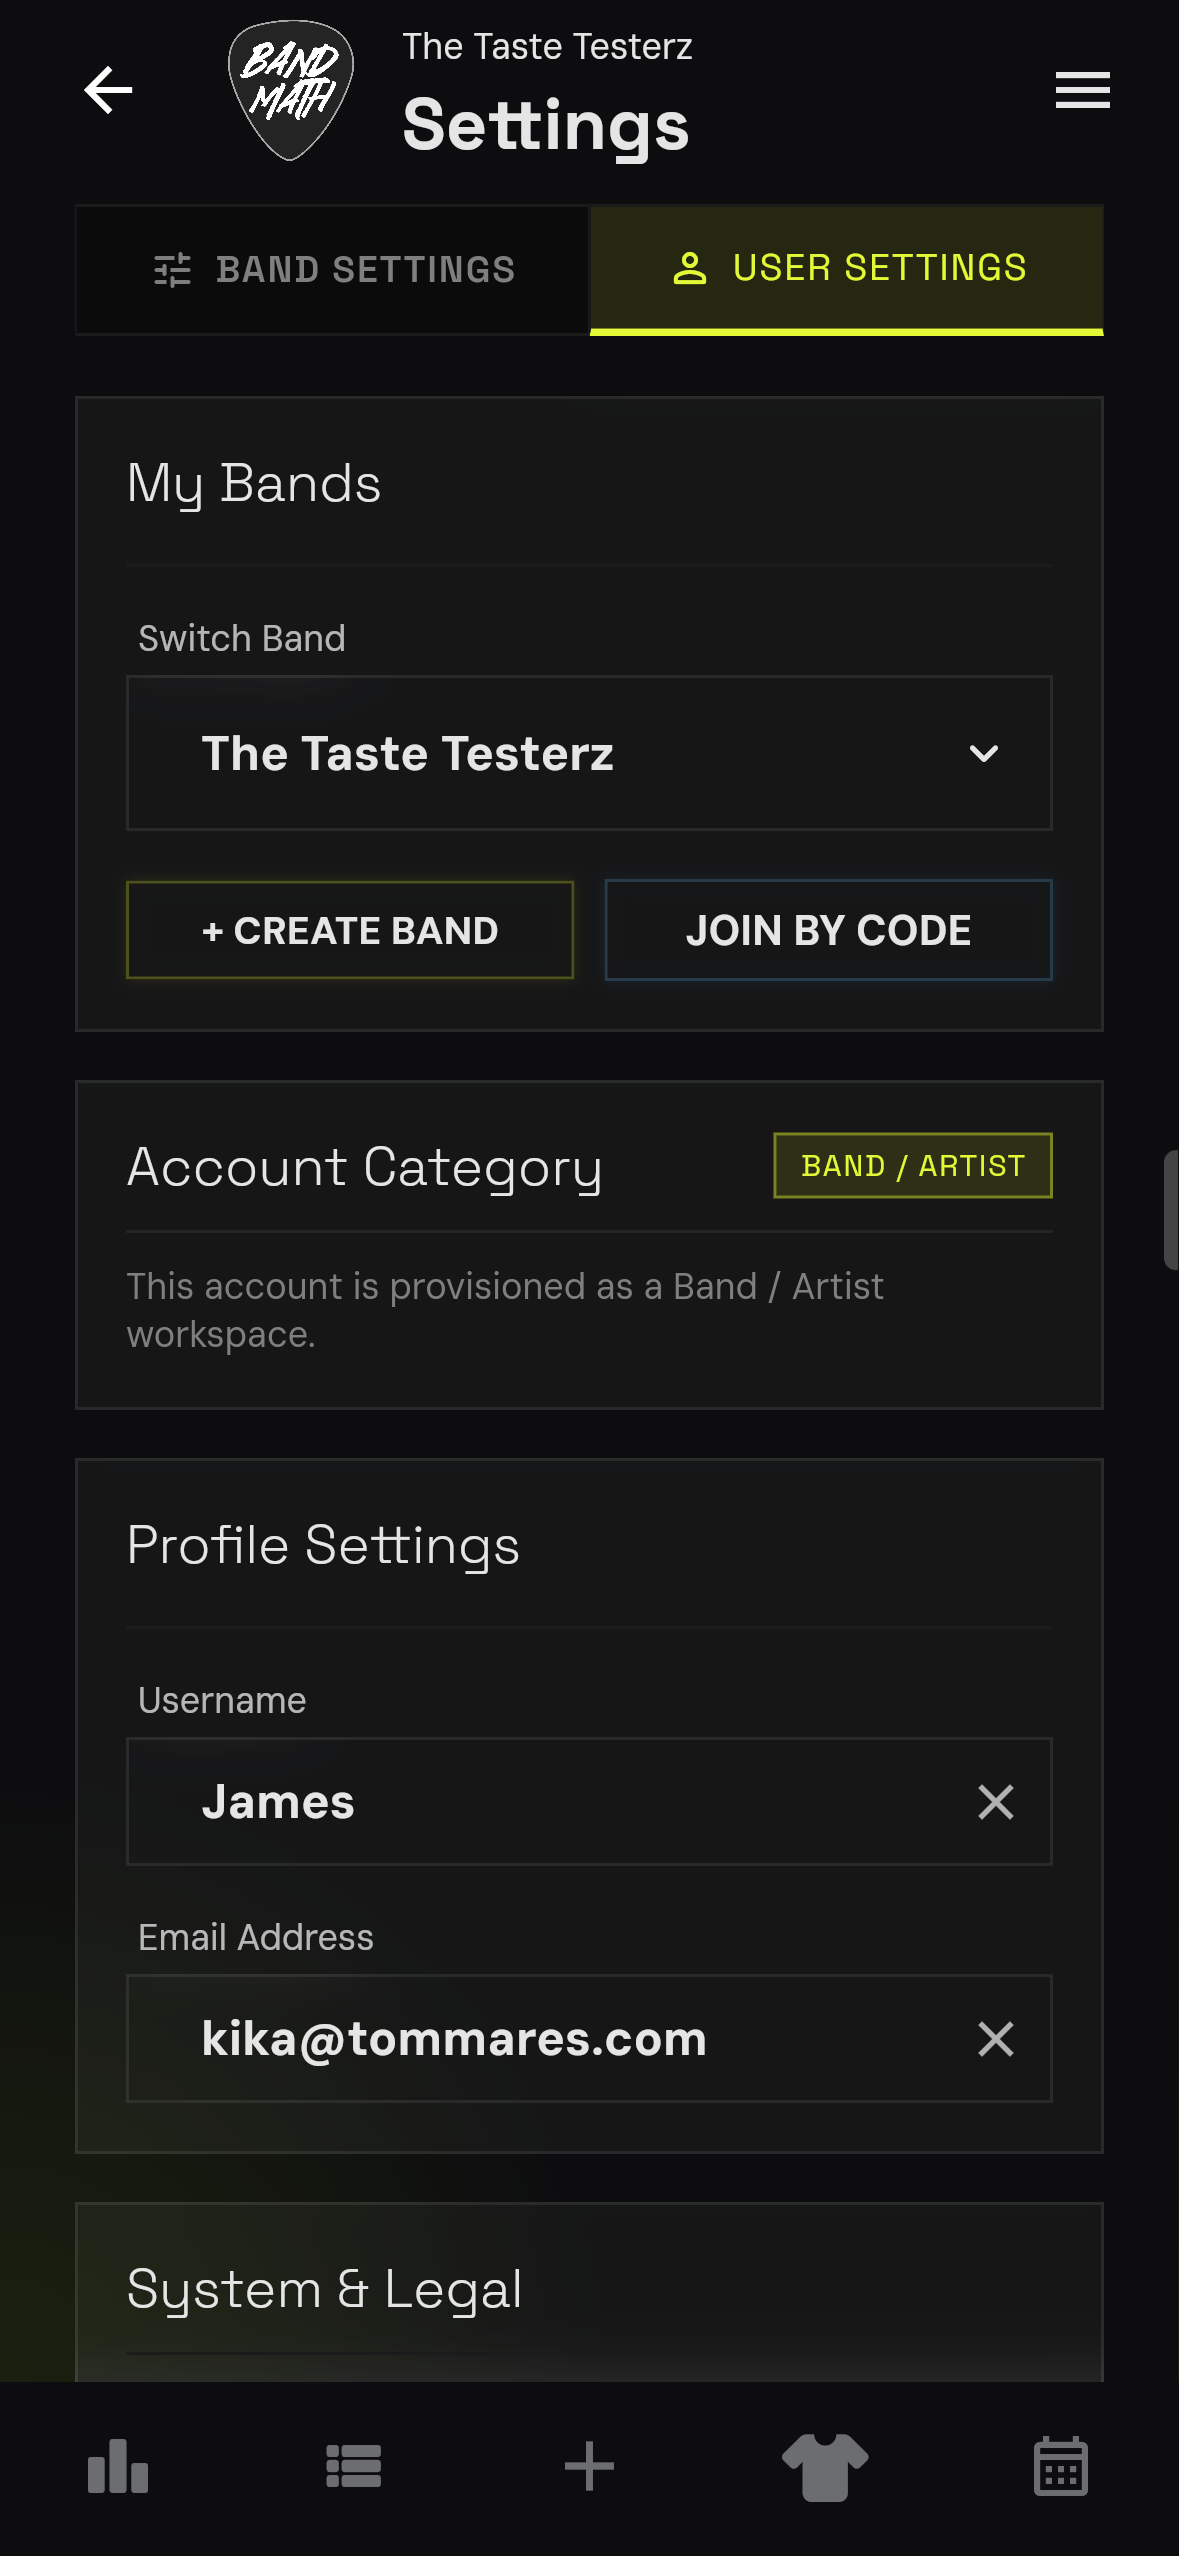 The Taste Testerz
BAND
MATH
Settings
BAND SETTINGS
USER SETTINGS
My Bands
Switch Band
The Taste Testerz
+ CREATE BAND
JOIN BY CODE
Account Category
BAND / ARTIST
This account is provisioned as a Band / Artist
workspace.
Profile Settings
Username
James
Email Address
kika@tommares.com
System & Legal